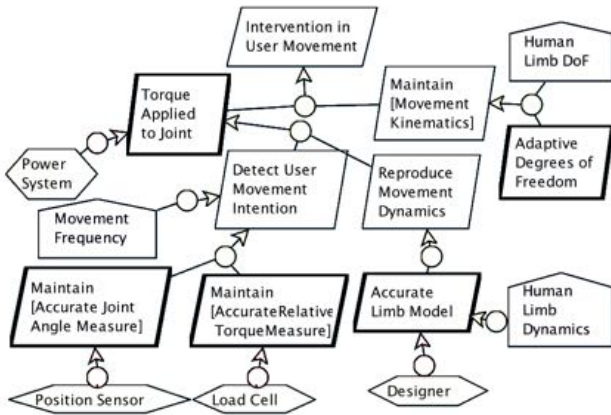 Intervention in
User Movement
Human
Limb DoF
Torque
Applied
to Joint
Maintain
[Movement
Kinematics]
Adaptive
Degrees of
Freedom
Power
System
Detect User
Movement
Intention
Reproduce
Movement
Dynamics
Movement
Frequency
Maintain
[Accurate Joint
Angle Measure]
Maintain
[AccurateRelative
TorqueMeasure]
Accurate
Limb Model
Human
Limb
Dynamics
Position Sensor
Load Cell
Designer